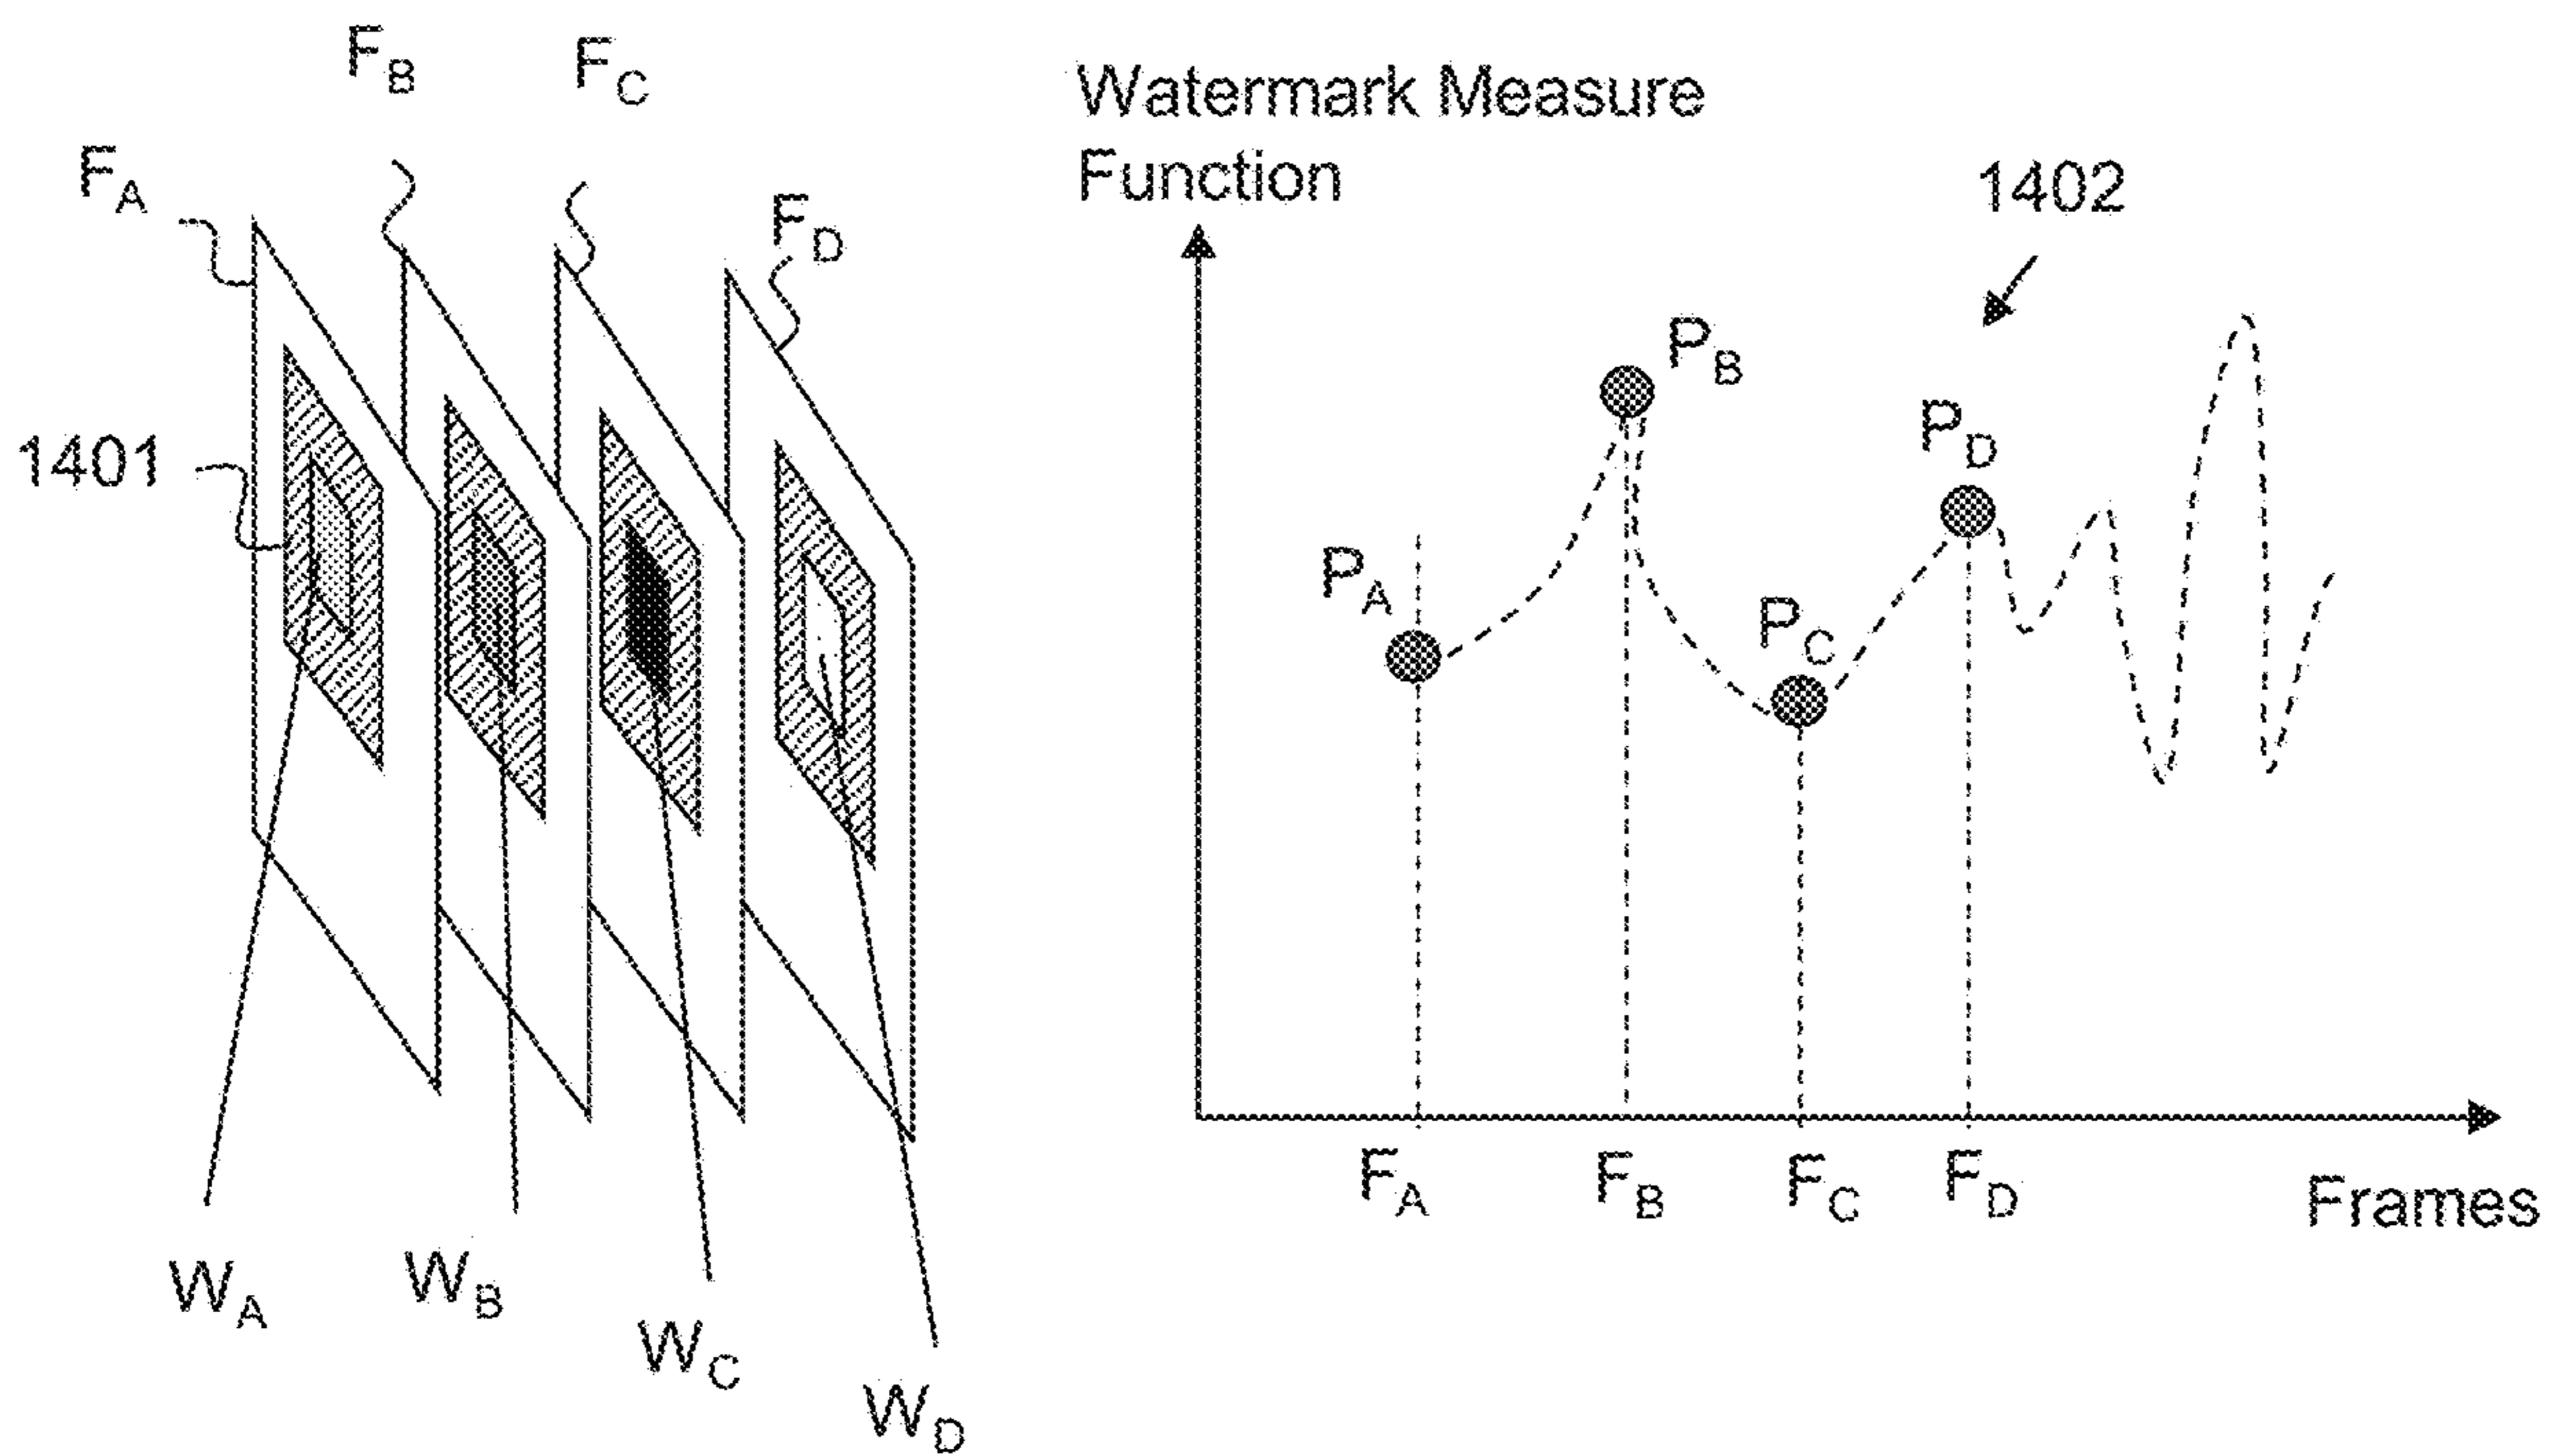 F_B
F_C
F_A
F_D
1401
W_A
W_B
W_C
W_D
Watermark Measure
Function
1402
P_B
P_D
P_A
P_C
F_A
F_B
F_C
F_D
Frames